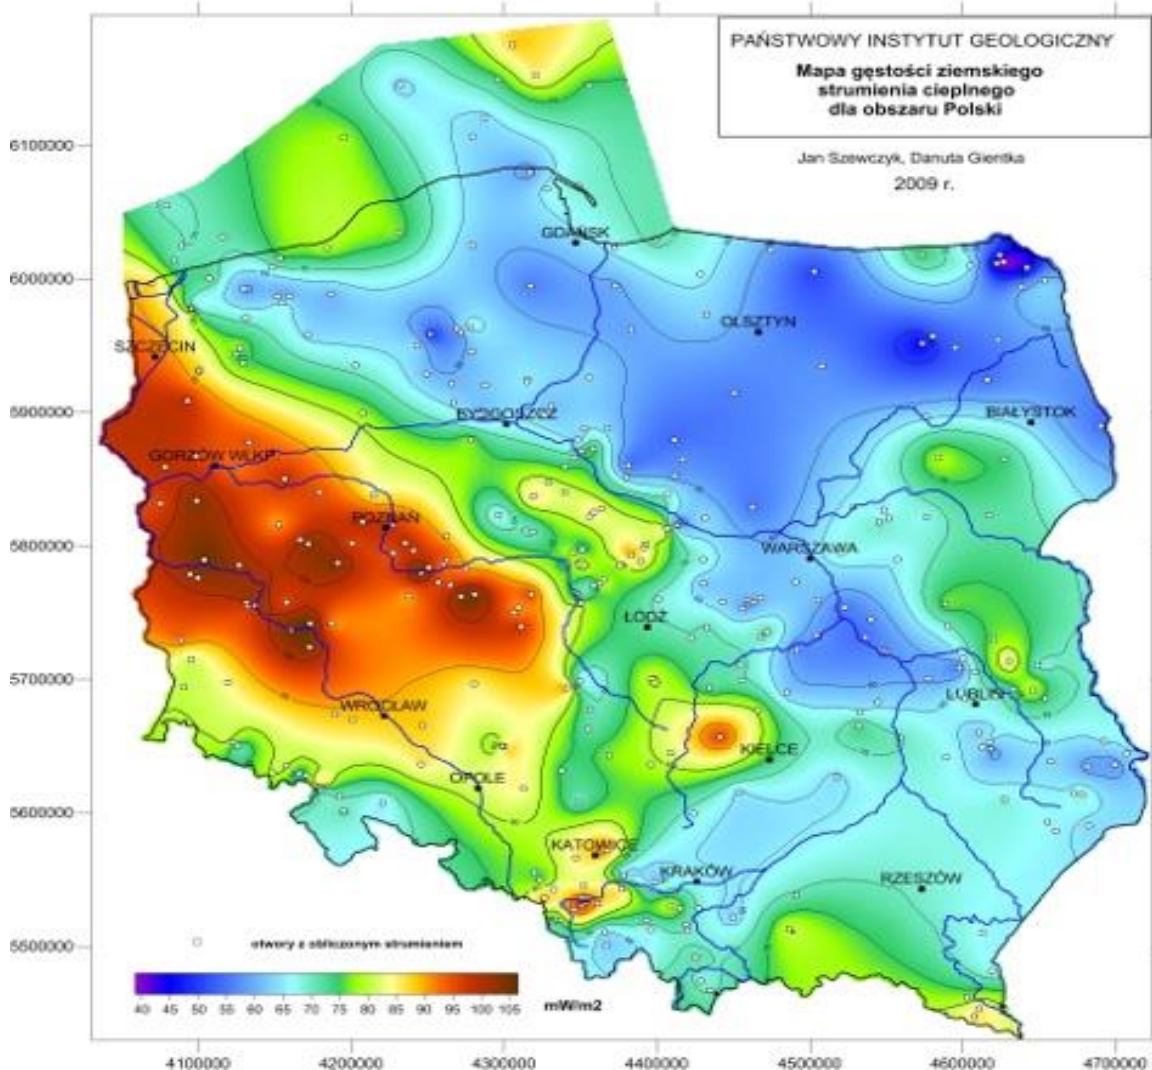 PAŃSTWOWY INSTYTUT GEOLOGICZNY
Mapa gęstości ziemskiego
strumienia cieplnego
dla obszaru Polski
Jan Szewczyk, Danuta Gientka
2009 r.
6100000
GDAŃSK
6000000
OLSZTYN
SZCZECIN
5900000
BYDGOSZCZ
BIAŁYSTOK
GORZÓW WLKP
POZNAŃ
5800000
WARSZAWA
ŁÓDŹ
5700000
WROCŁAW
LUBLIN
KIELCE
OPOLE
5600000
KATOWICE
KRAKÓW
RZESZÓW
5500000
otwory z obliczonym strumieniem
mW/m2
40 45 50 55 60 65 70 75 80 85 90 95 100 105
4100000 4200000 4300000 4400000 4500000 4600000 4700000